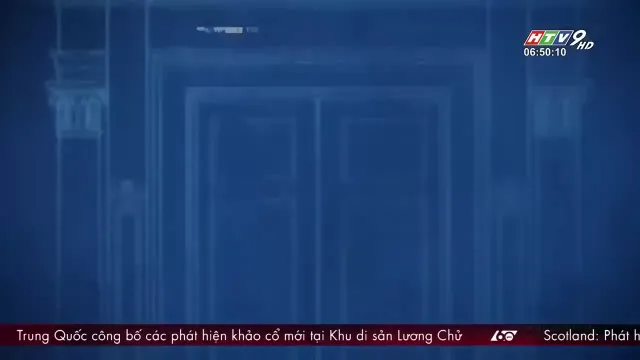 HTV9 HD
06:50:10
Trung Quốc công bố các phát hiện khảo cổ mới tại Khu di sản Lương Chử
Scotland: Phát h